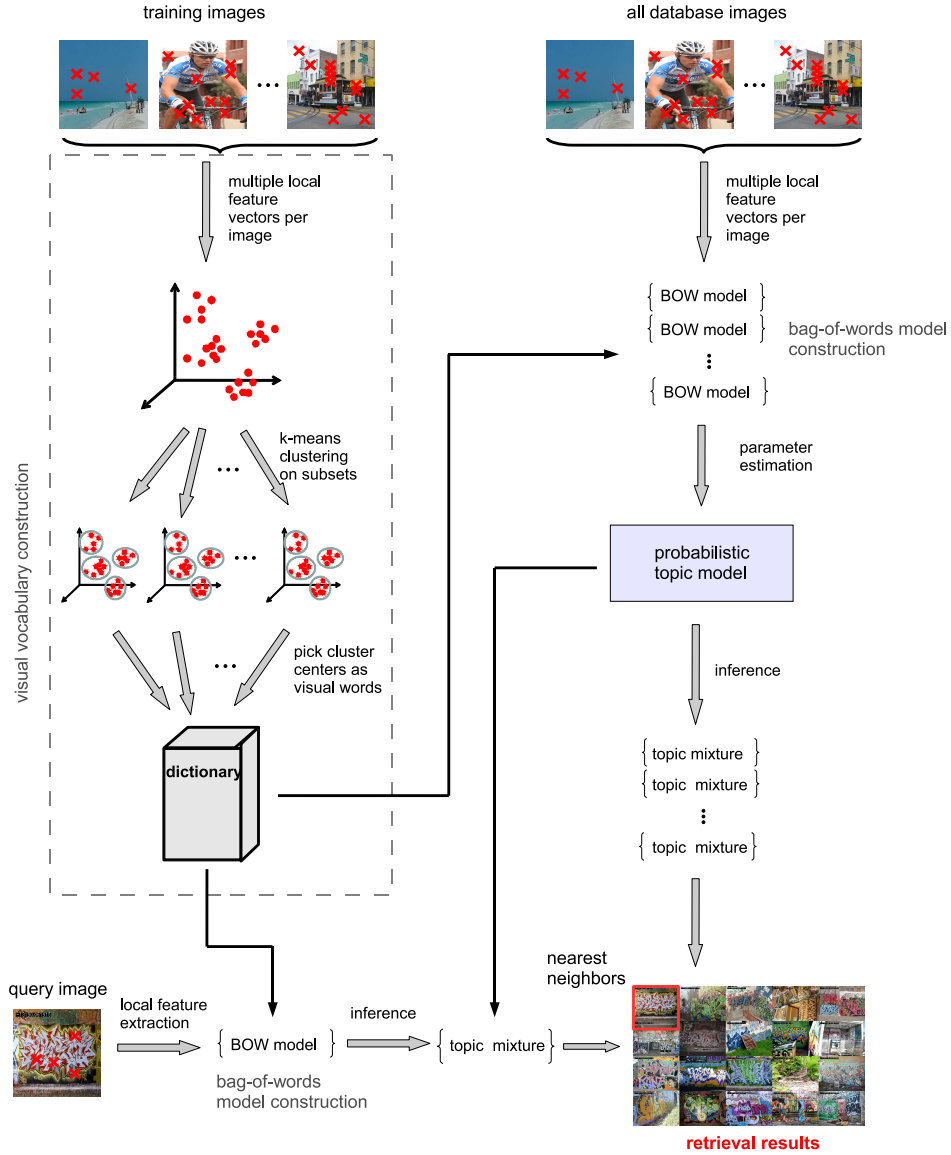 training images
all database images
multiple local
feature
vectors per
image
multiple local
feature
vectors per
image
{ BOW model }
{ BOW model }
{ BOW model }
bag-of-words model
construction
k-means
clustering
on subsets
parameter
estimation
visual vocabulary construction
probabilistic
topic model
pick cluster
centers as
visual words
inference
dictionary
{ topic mixture }
{ topic mixture }
{ topic mixture }
nearest
neighbors
query image
local feature
extraction
inference
{ BOW model }
{ topic mixture }
bag-of-words
model construction
retrieval results